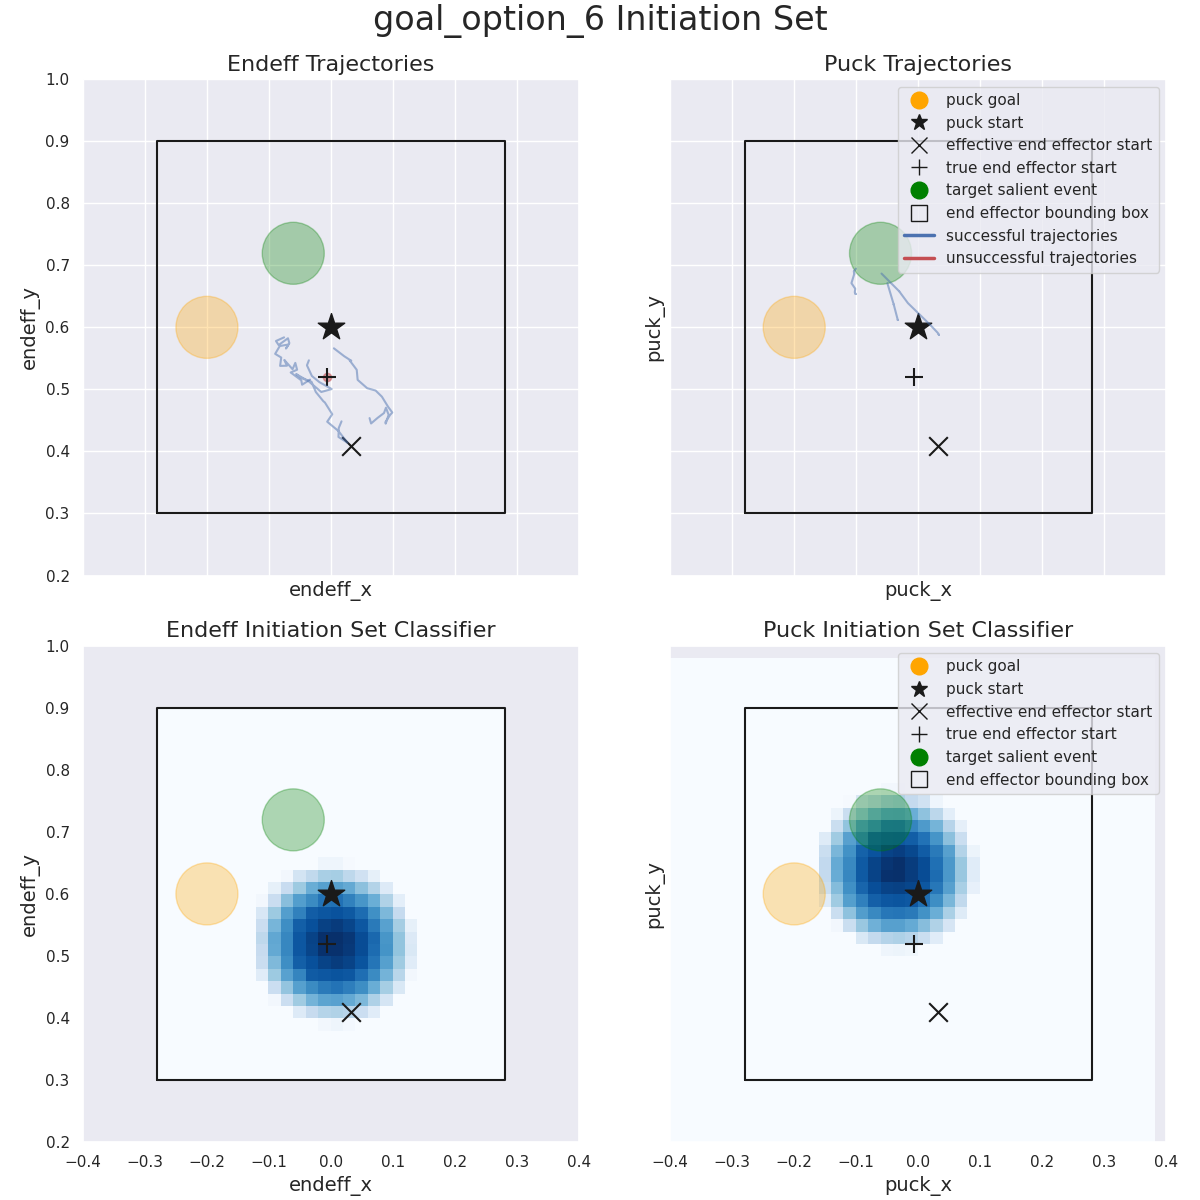 goal_option_6 Initiation Set
Endeff Trajectories
1.0
0.9
0.8
0.7
0.6
0.5
0.4
0.3
0.2
endeff_y
endeff_x
Puck Trajectories
puck goal
puck start
effective end effector start
true end effector start
target salient event
end effector bounding box
successful trajectories
unsuccessful trajectories
puck_y
puck_x
Endeff Initiation Set Classifier
1.0
0.9
0.8
0.7
0.6
0.5
0.4
0.3
0.2
endeff_y
−0.4 −0.3 −0.2 −0.1 0.0 0.1 0.2 0.3 0.4
endeff_x
Puck Initiation Set Classifier
puck goal
puck start
effective end effector start
true end effector start
target salient event
end effector bounding box
puck_y
−0.4 −0.3 −0.2 −0.1 0.0 0.1 0.2 0.3 0.4
puck_x